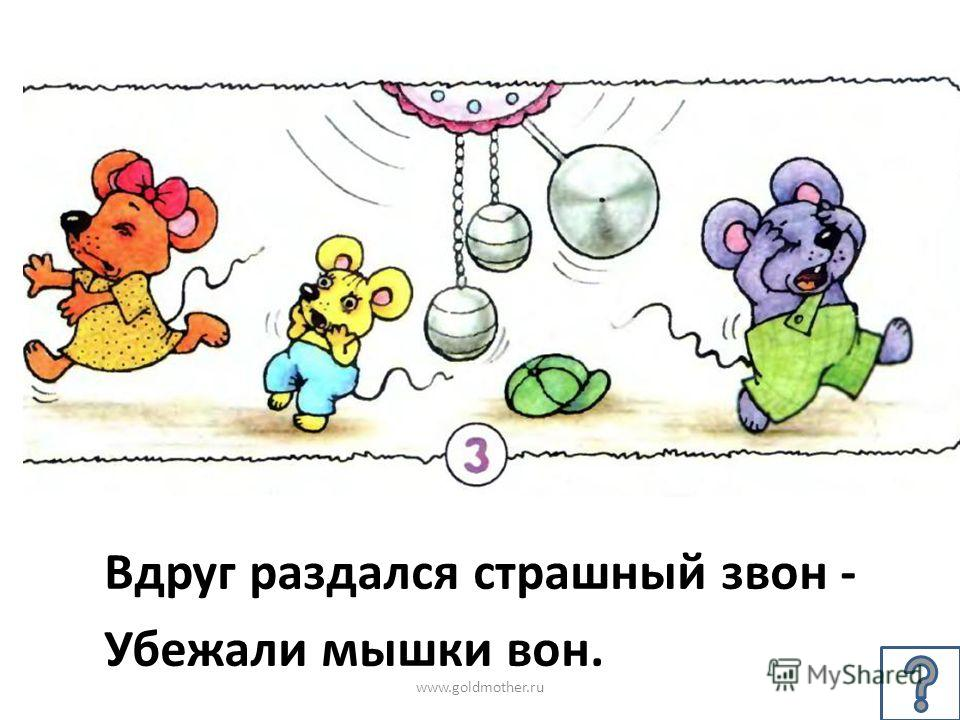 3
Вдруг раздался страшный звон -
Убежали мышки вон.
www.goldmother.ru
MyShared
?